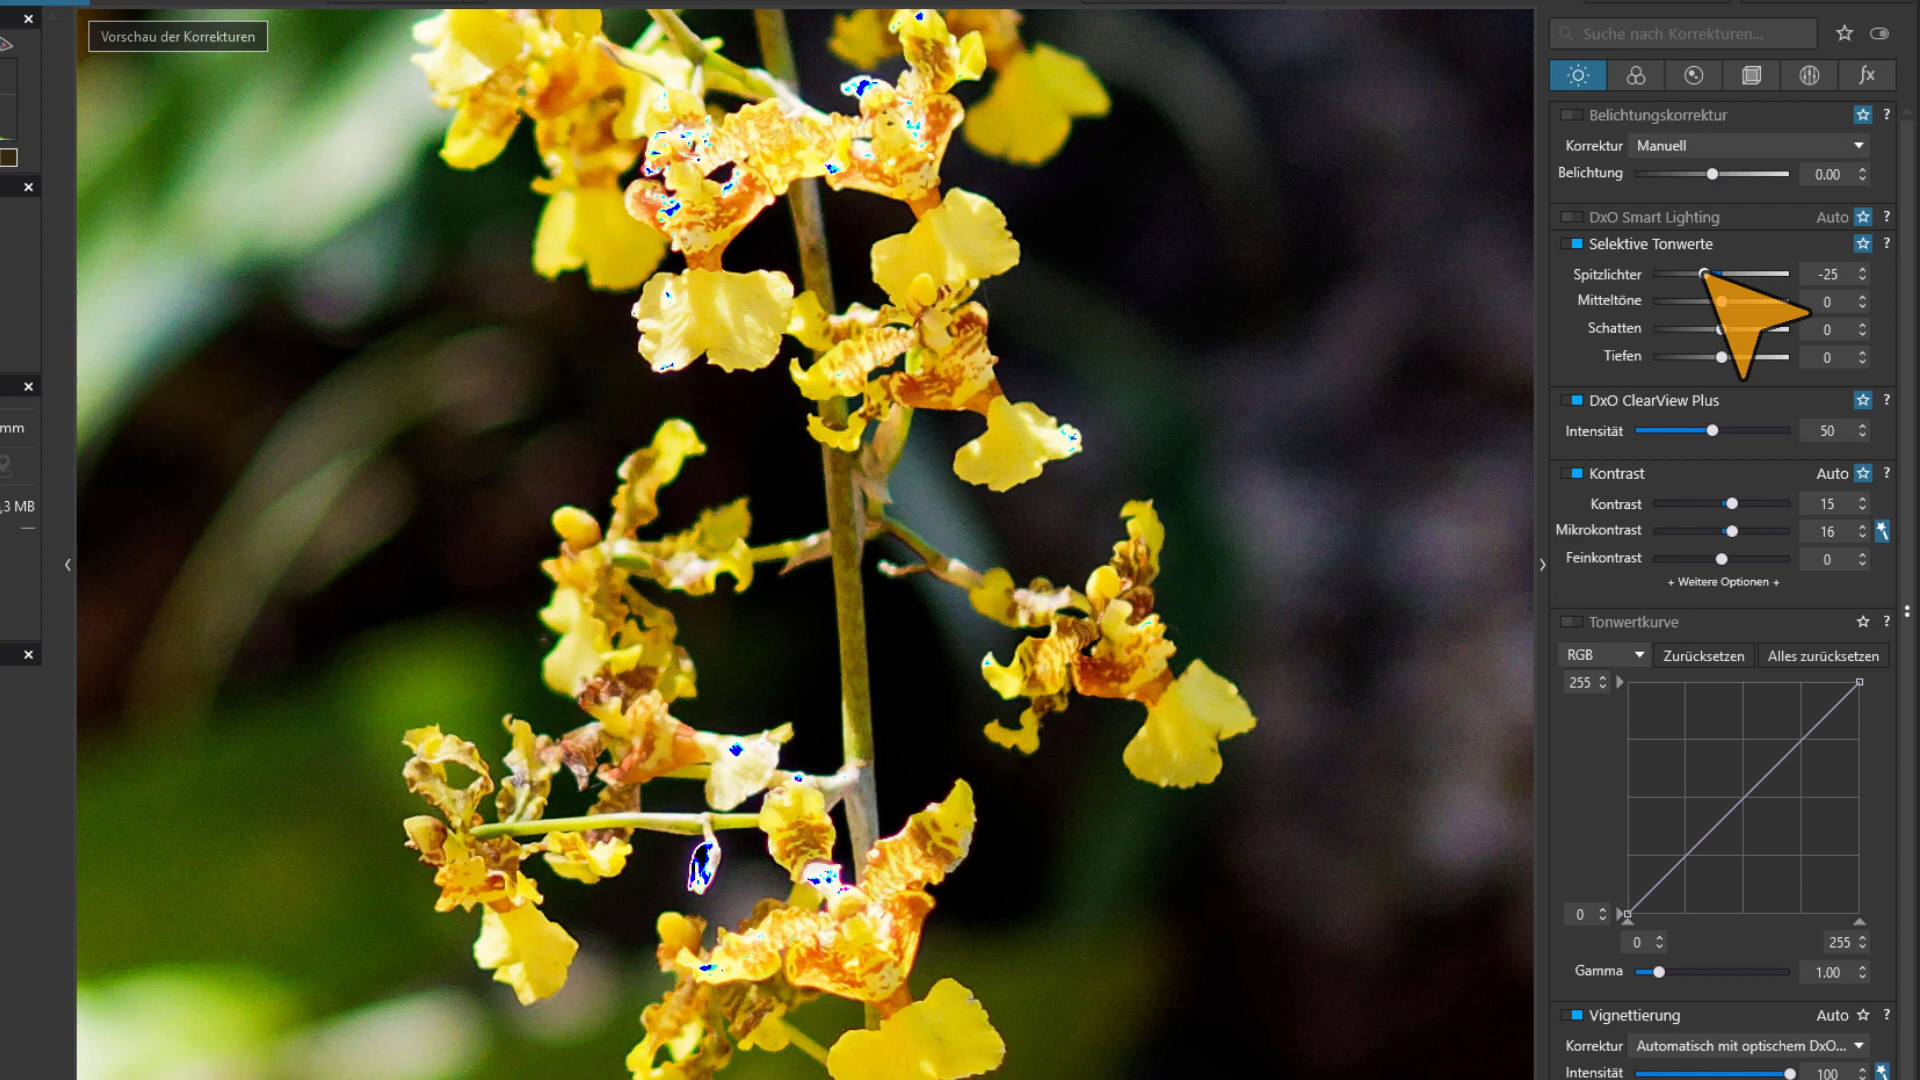 Vorschau der Korrekturen
mm
,3 MB
Suche nach Korrekturen...
fx
Belichtungskorrektur ?
Korrektur Manuell
Belichtung 0.00
DxO Smart Lighting Auto ?
Selektive Tonwerte ?
Spitzlichter -25
Mitteltöne 0
Schatten 0
Tiefen 0
DxO ClearView Plus ?
Intensität 50
Kontrast Auto ?
Kontrast 15
Mikrokontrast 16
Feinkontrast 0
+ Weitere Optionen +
Tonwertkurve ?
RGB Zurücksetzen Alles zurücksetzen
255
0
0 255
Gamma 1.00
Vignettierung Auto ?
Korrektur Automatisch mit optischem DxO...
Intensität 100